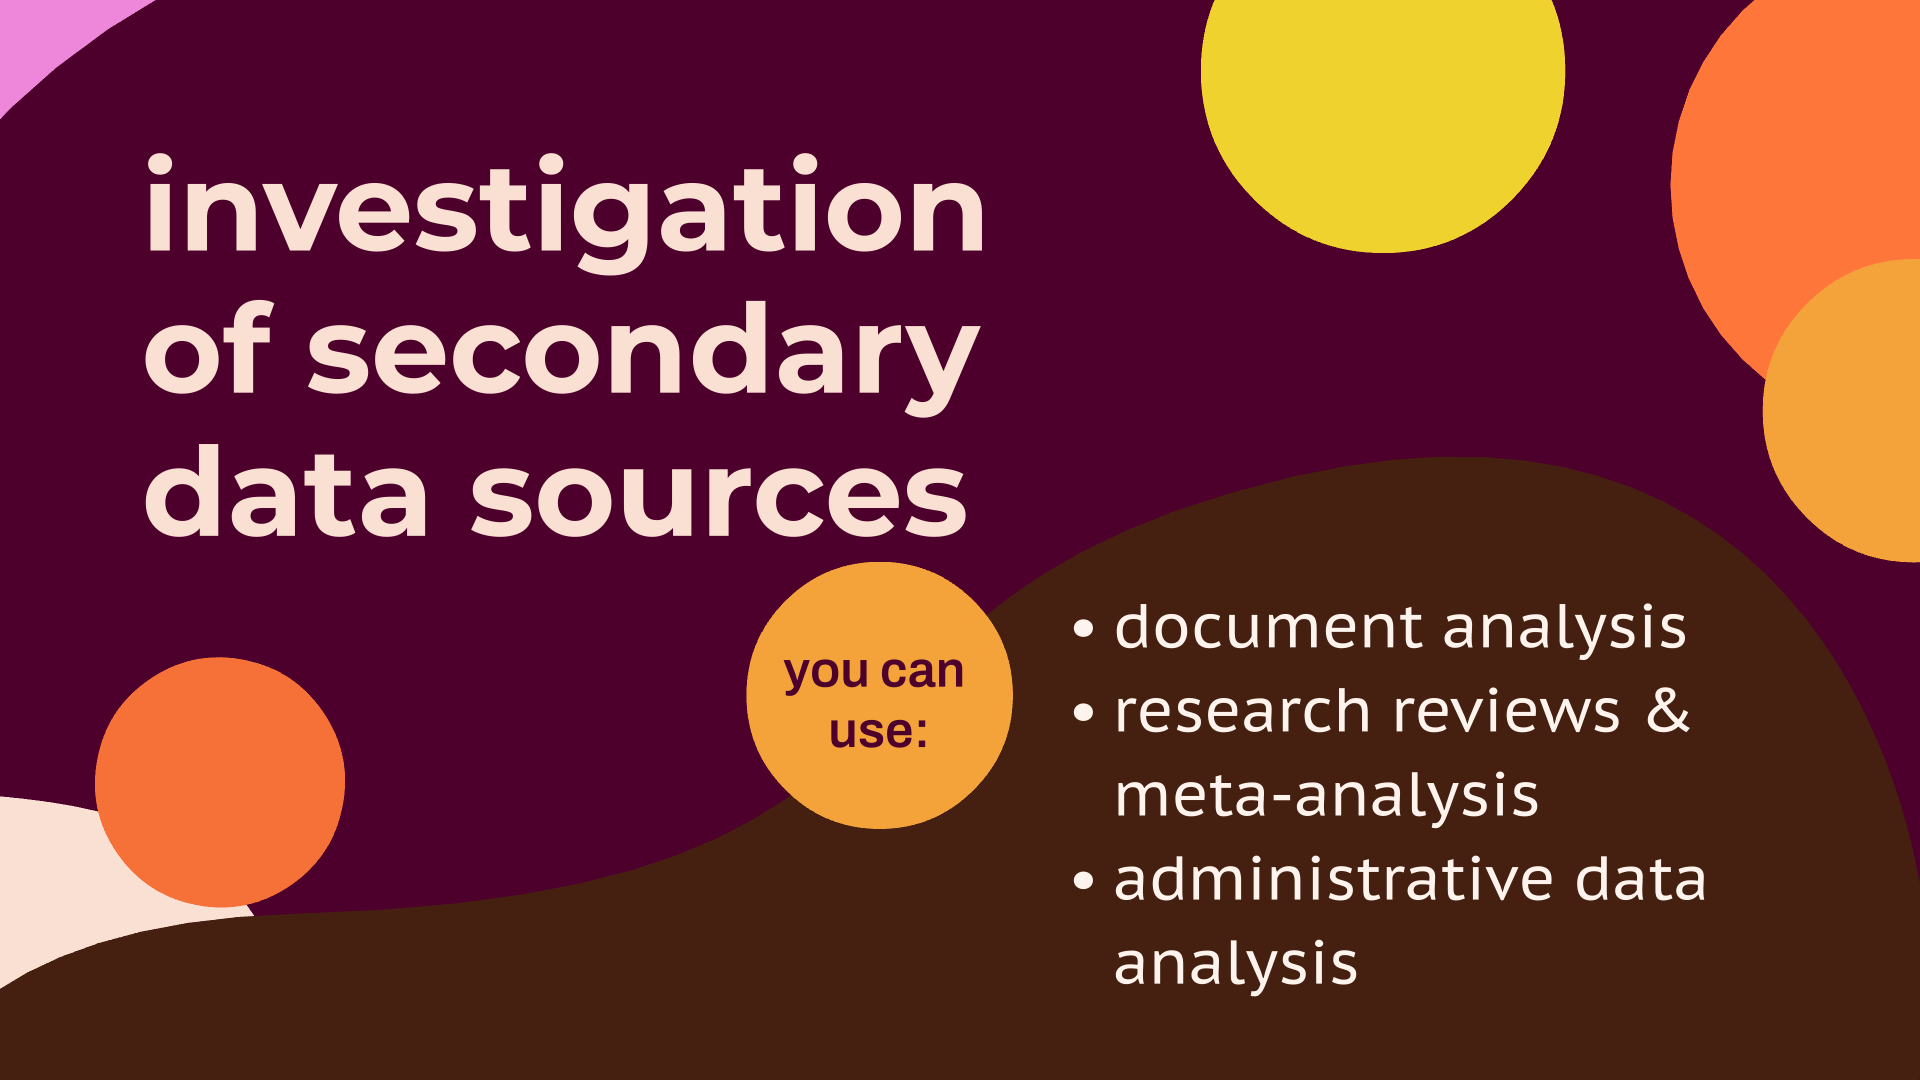 investigation
of secondary
data sources
you can
use:
• document analysis
• research reviews &
meta-analysis
• administrative data
analysis